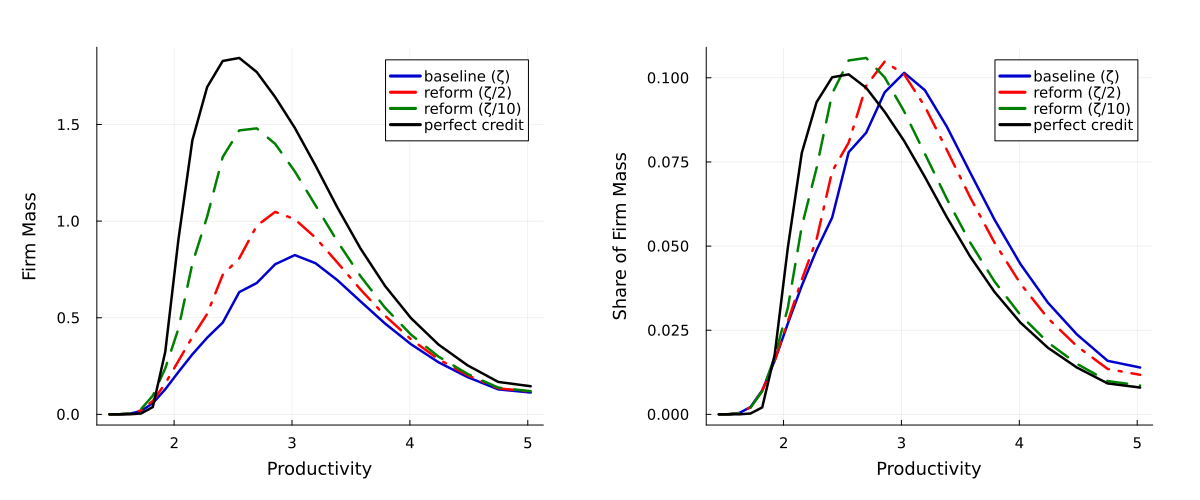 Firm Mass
1.5
1.0
0.5
0.0
2 3 4 5
Productivity
baseline (ζ)
reform (ζ/2)
reform (ζ/10)
perfect credit
Share of Firm Mass
0.100
0.075
0.050
0.025
0.000
2 3 4 5
Productivity
baseline (ζ)
reform (ζ/2)
reform (ζ/10)
perfect credit